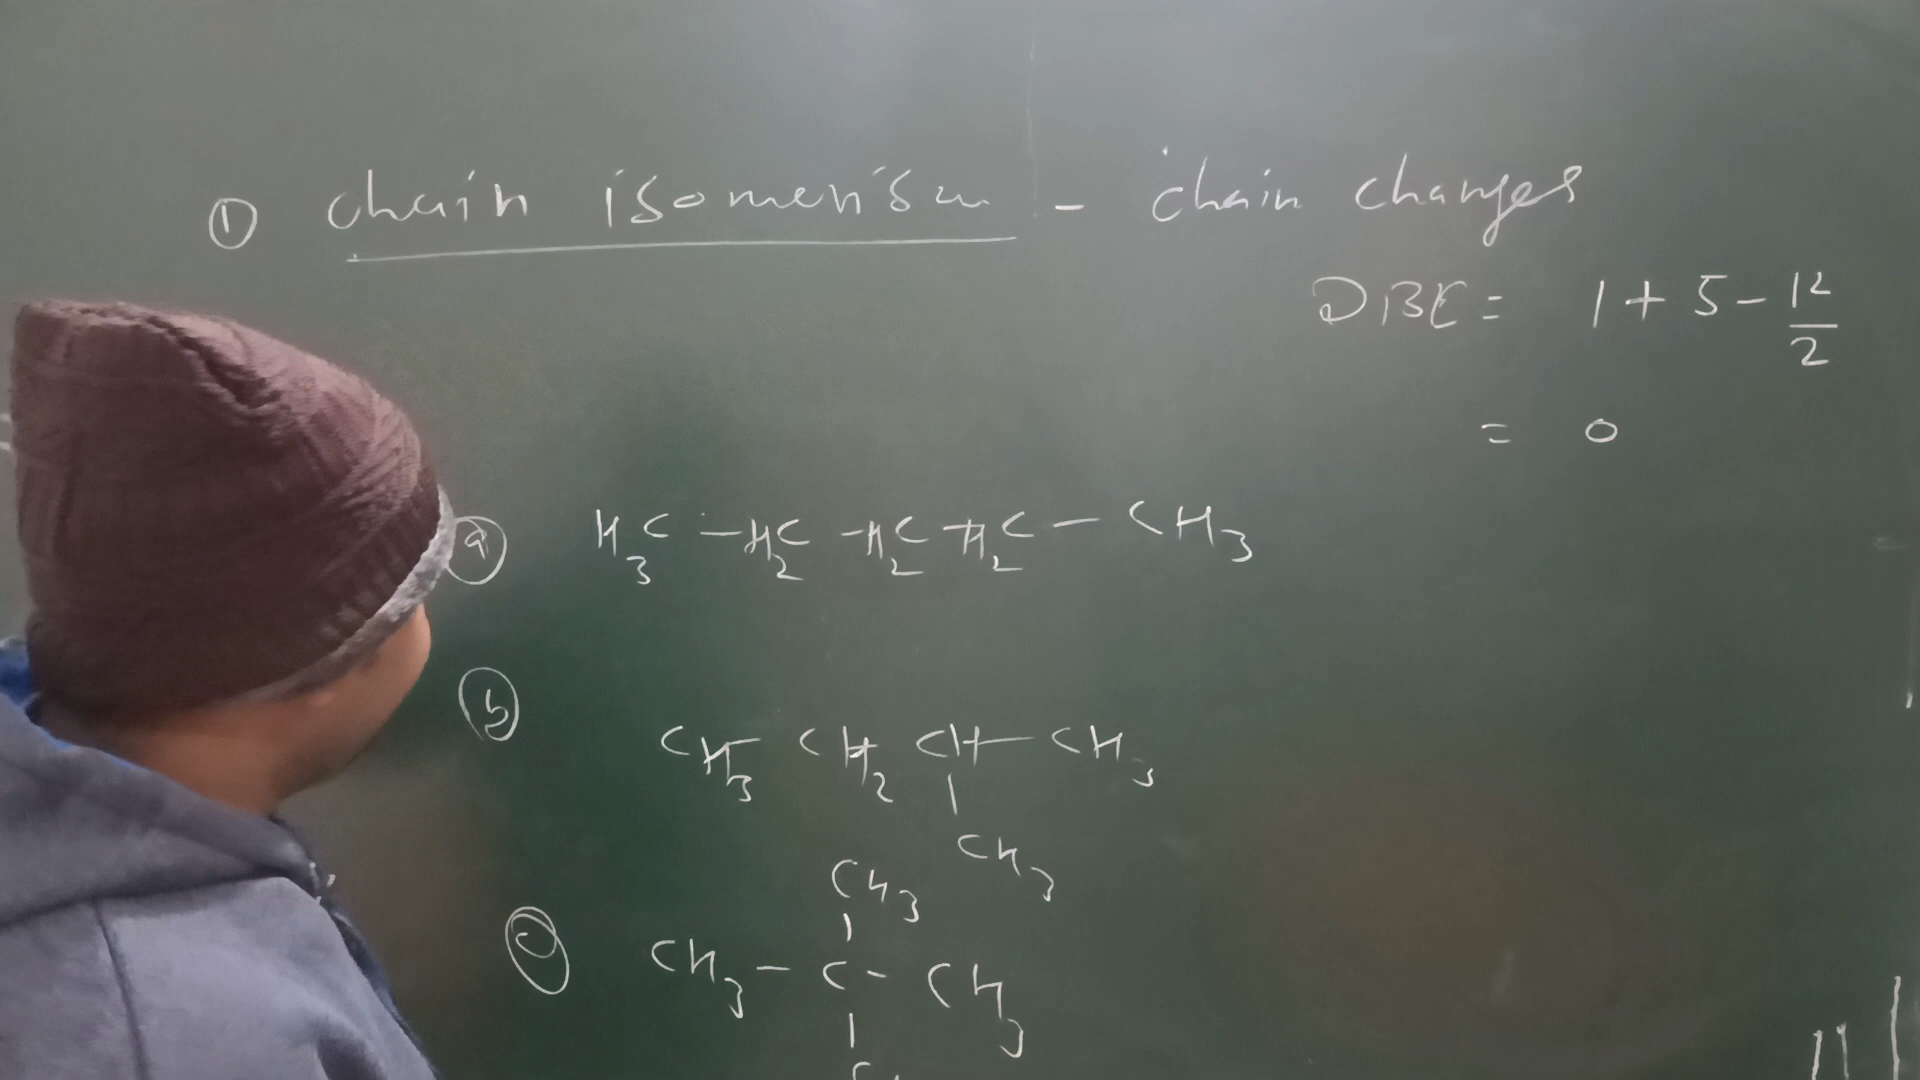 ① chain isomerism - chain changes
DBE = 1 + 5 - 12/2
= 0
ⓐ H3C - H2C - H2C - H2C - CH3
ⓑ
CH3 - CH2 CH - CH3
|
CH3
CH3
|
ⓒ CH3 - C - CH3
|